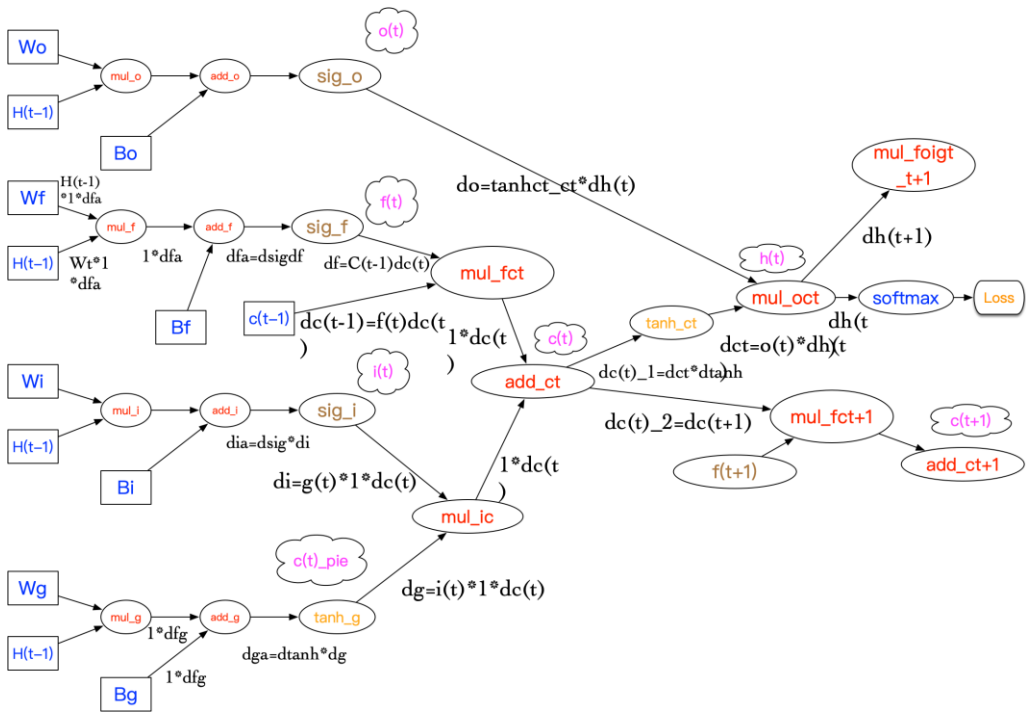 o(t)
Wo
mul_o
add_o
sig_o
H(t-1)
Bo
mul_foigt
_t+1
H(t-1)
*1*dfa
Wf
f(t)
do=tanhct_ct*dh(t)
mul_f
add_f
sig_f
dh(t+1)
H(t-1)
Wt*1
*dfa
1*dfa
dfa=dsigdf
df=C(t-1)dc(t)
mul_fct
h(t)
mul_oct
softmax
Loss
Bf
c(t-1)
dc(t-1)=f(t)dc(t
)
1*dc(t
)
c(t)
tanh_ct
dh(t
)
dct=o(t)*dh(t
)
i(t)
Wi
add_ct
dc(t)_1=dct*dtanh
mul_i
add_i
sig_i
dc(t)_2=dc(t+1)
mul_fct+1
c(t+1)
H(t-1)
dia=dsig*di
f(t+1)
add_ct+1
Bi
di=g(t)*1*dc(t)
1*dc(t
)
mul_ic
c(t)_pie
Wg
dg=i(t)*1*dc(t)
mul_g
add_g
tanh_g
1*dfg
H(t-1)
dga=dtanh*dg
1*dfg
Bg